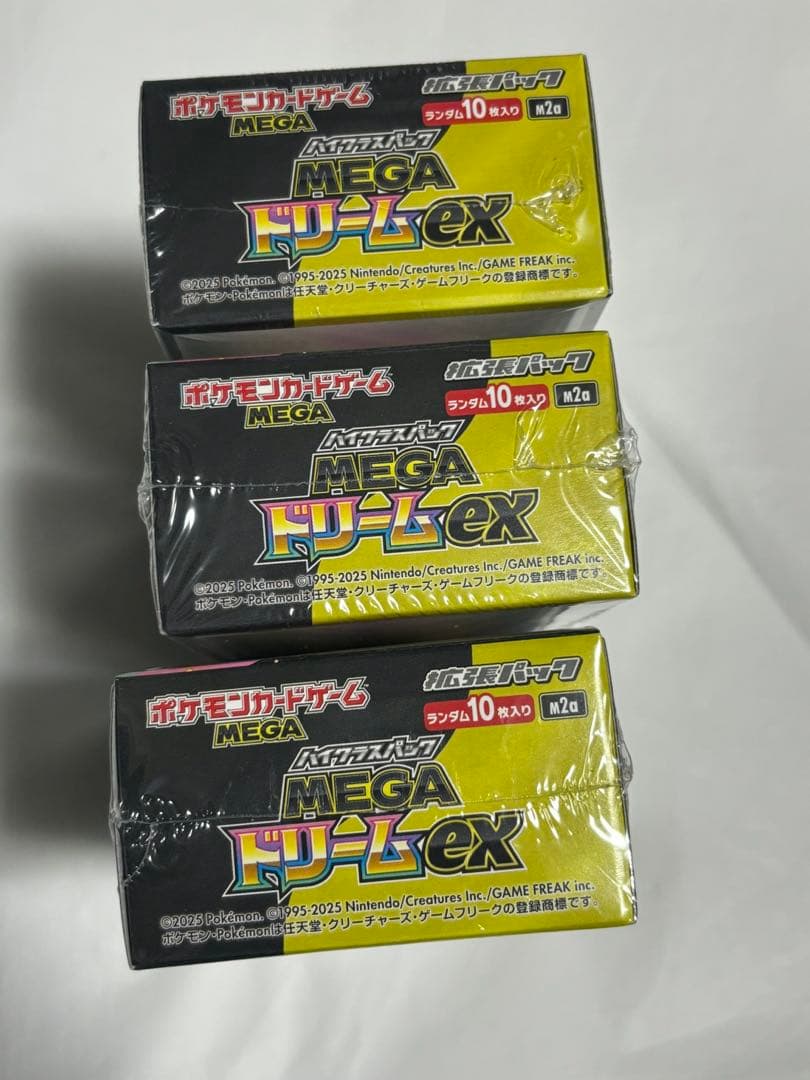 ポケモンカードゲーム
MEGA
拡張パック
ランダム10枚入り M2a
ハイクラスパック
MEGA
ドリームex
©2025 Pokémon. ©1995-2025 Nintendo/Creatures Inc./GAME FREAK inc.
ポケモン・Pokémonは任天堂・クリーチャーズ・ゲームフリークの登録商標です。
ポケモンカードゲーム
MEGA
拡張パック
ランダム10枚入り M2a
ハイクラスパック
MEGA
ドリームex
©2025 Pokémon. ©1995-2025 Nintendo/Creatures Inc./GAME FREAK inc.
ポケモン・Pokémonは任天堂・クリーチャーズ・ゲームフリークの登録商標です。
ポケモンカードゲーム
MEGA
拡張パック
ランダム10枚入り M2a
ハイクラスパック
MEGA
ドリームex
©2025 Pokémon. ©1995-2025 Nintendo/Creatures Inc./GAME FREAK inc.
ポケモン・Pokémonは任天堂・クリーチャーズ・ゲームフリークの登録商標です。